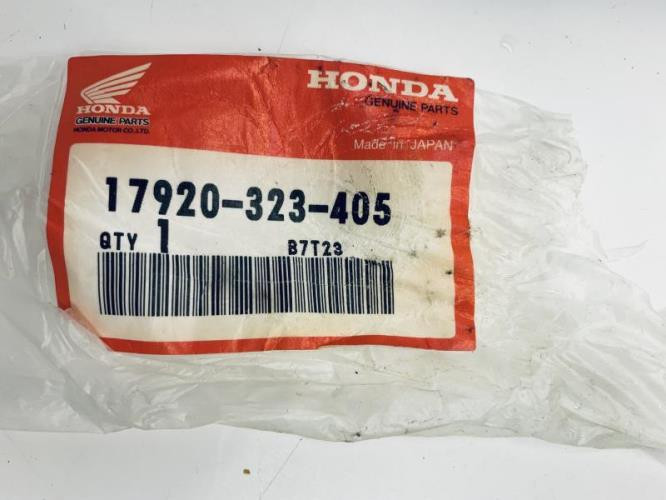 HONDA
GENUINE PARTS
HONDA MOTOR CO.,LTD.
HONDA
GENUINE PARTS
Made in JAPAN
17920-323-405
QTY 1 B7T23